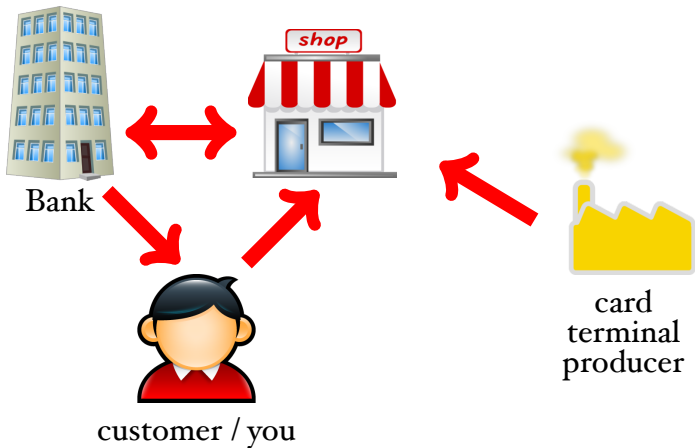 shop
Bank
card
terminal
producer
customer / you